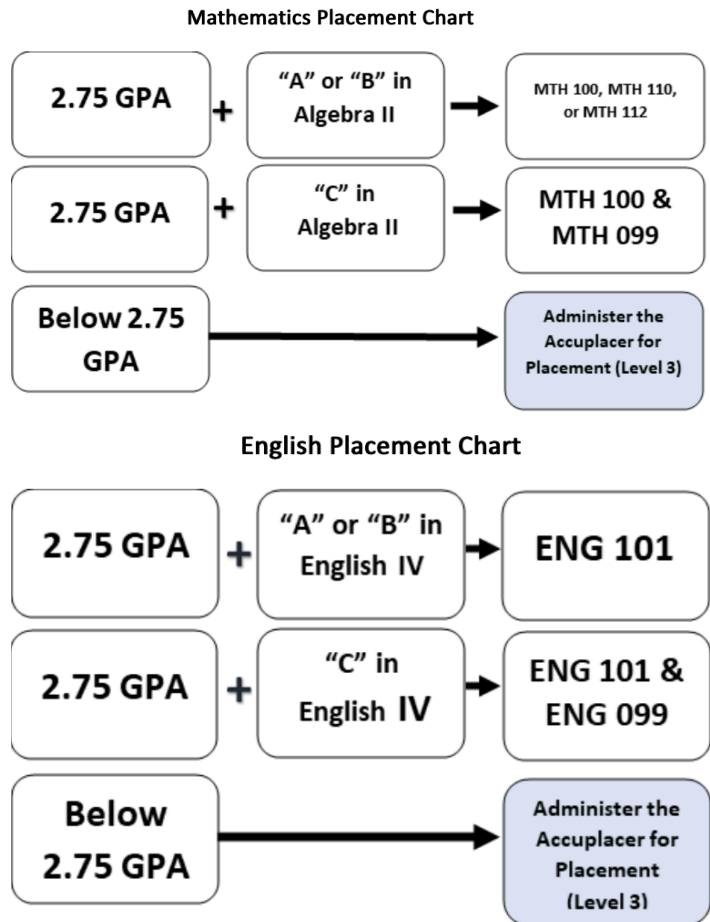 Mathematics Placement Chart
2.75 GPA
+
“A” or “B” in
Algebra II
MTH 100, MTH 110,
or MTH 112
2.75 GPA
+
“C” in
Algebra II
MTH 100 &
MTH 099
Below 2.75
GPA
Administer the
Accuplacer for
Placement (Level 3)
English Placement Chart
2.75 GPA
+
“A” or “B” in
English IV
ENG 101
2.75 GPA
+
“C” in
English IV
ENG 101 &
ENG 099
Below
2.75 GPA
Administer the
Accuplacer for
Placement
(Level 3)